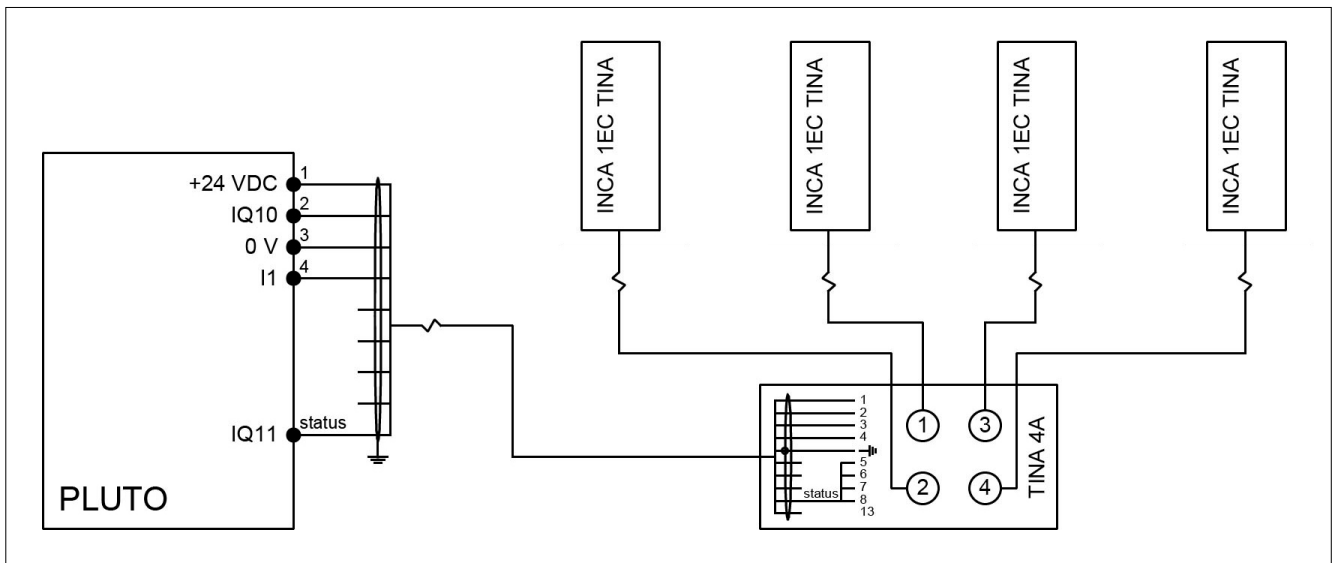 INCA 1EC TINA
INCA 1EC TINA
INCA 1EC TINA
INCA 1EC TINA
+24 VDC 1
IQ10 2
0 V 3
I1 4
IQ11 status
PLUTO
1
2
3
4
5
6
7
status 8
13
1 3
2 4
TINA 4A